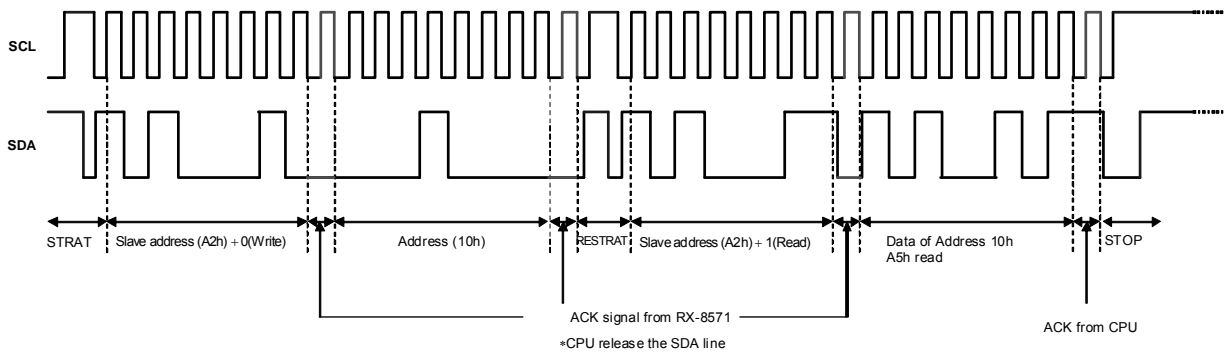 SCL
SDA
STRAT
Slave address (A2h) + 0(Write)
Address (10h)
RESTRAT
Slave address (A2h) + 1(Read)
Data of Address 10h
A5h read
STOP
ACK signal from RX-8571
*CPU release the SDA line
ACK from CPU